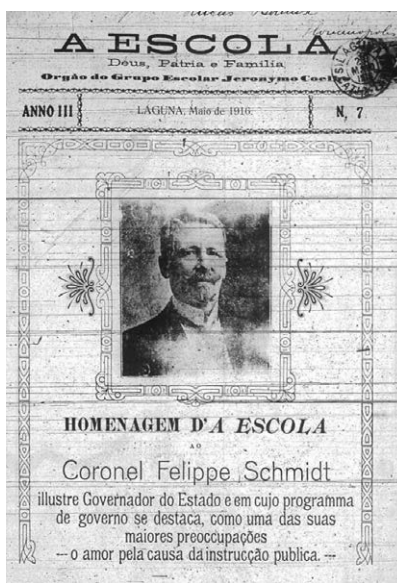 A ESCOLA
Deus, Patria e Familia
Orgão do Grupo Escolar Jeronymo Coelho
ANNO III
LAGUNA, Maio de 1916.
N, 7
HOMENAGEM D'A ESCOLA
AO
Coronel Felippe Schmidt
illustre Governador do Estado e em cujo programma
de governo se destaca, como uma das suas
maiores preoccupações
— o amor pela causa da instrucção publica. —